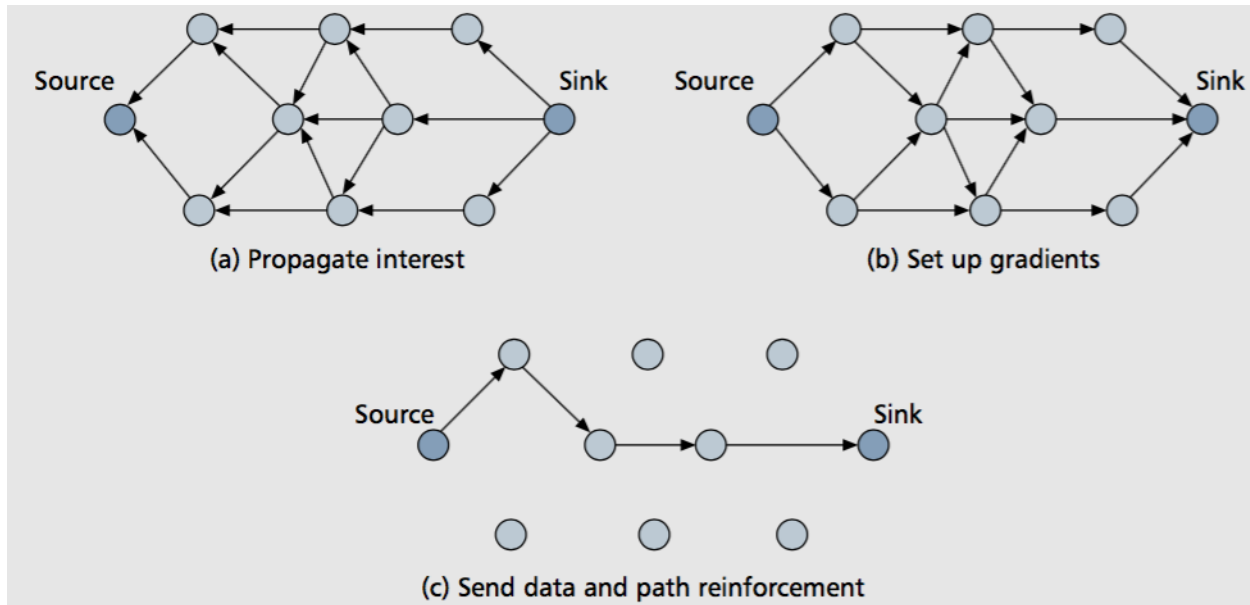 Source
Sink
(a) Propagate interest
Source
Sink
(b) Set up gradients
Source
Sink
(c) Send data and path reinforcement